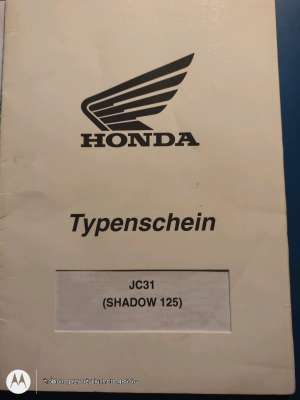 HONDA
Typenschein
JC31
(SHADOW 125)